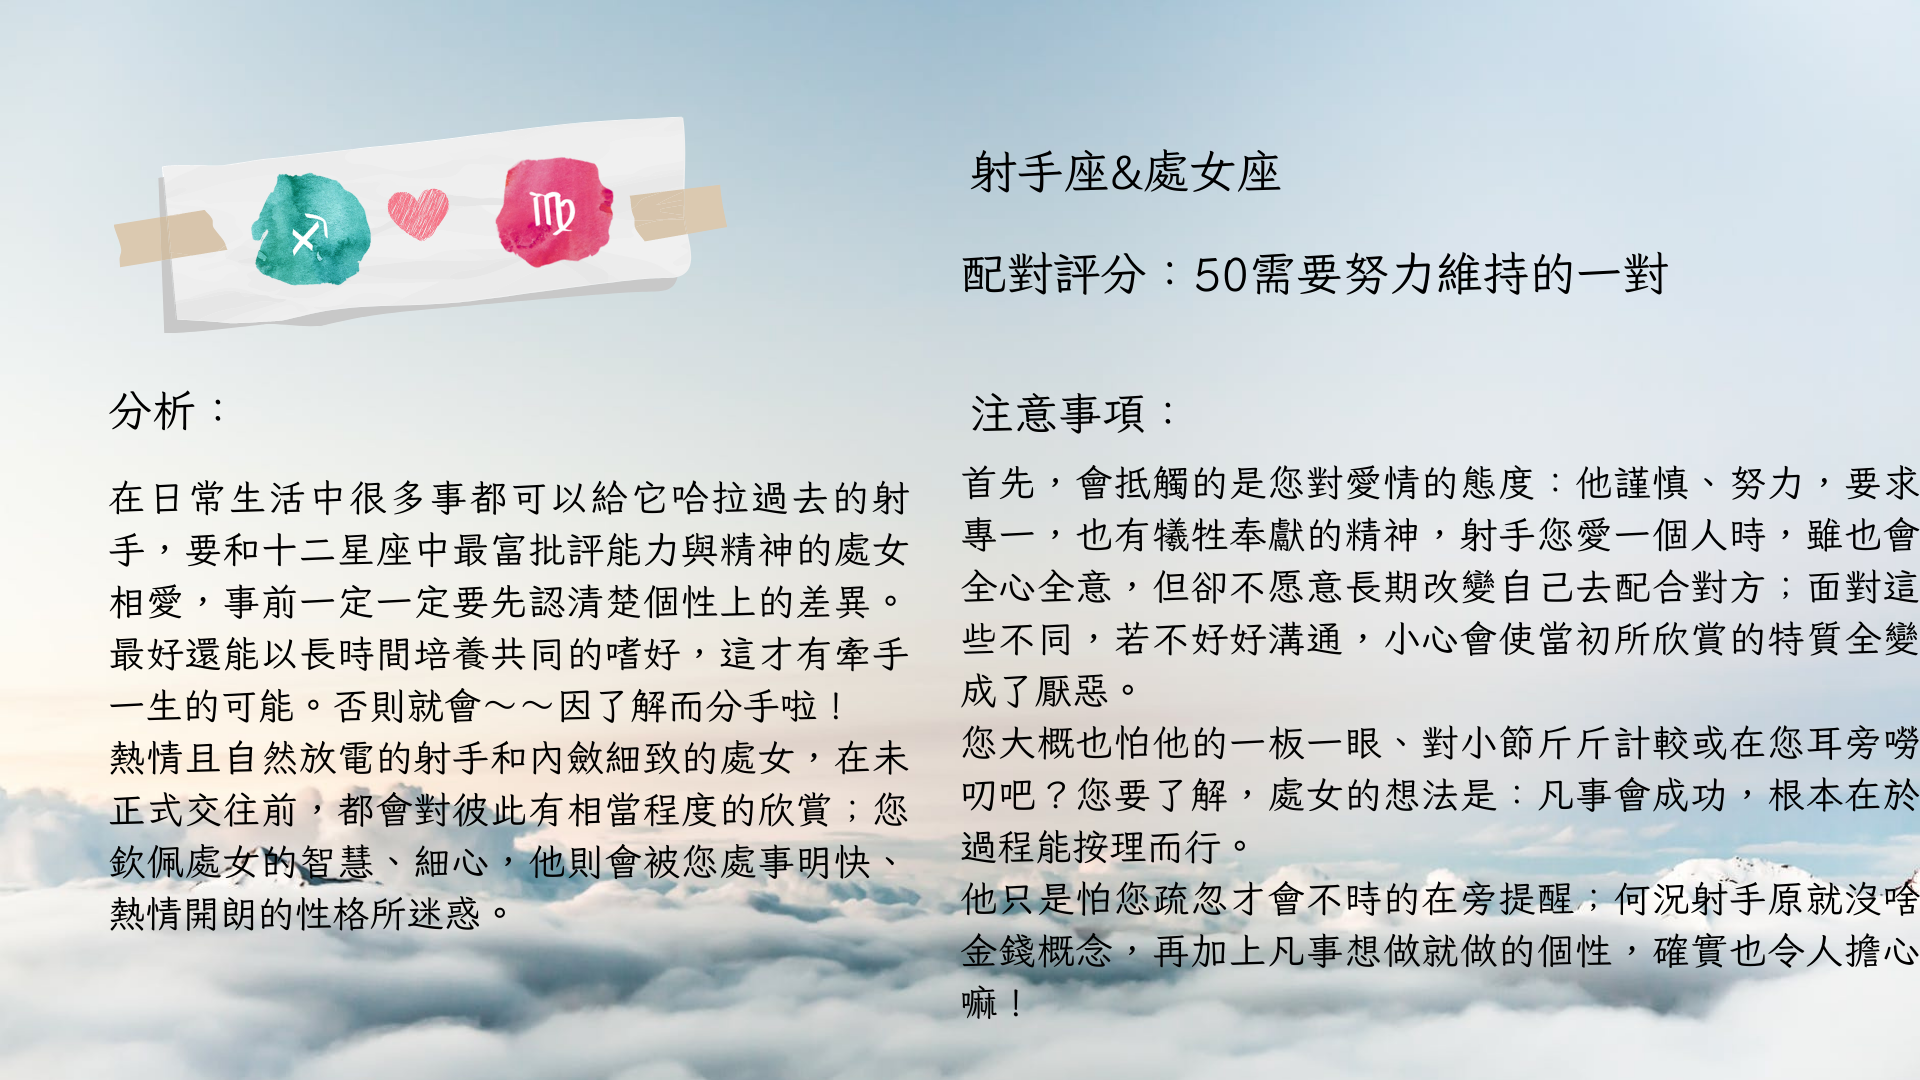 射手座&處女座
配對評分：50需要努力維持的一對
分析：
在日常生活中很多事都可以給它哈拉過去的射
手，要和十二星座中最富批評能力與精神的處女
相愛，事前一定一定要先認清楚個性上的差異。
最好還能以長時間培養共同的嗜好，這才有牽手
一生的可能。否則就會～～因了解而分手啦！
熱情且自然放電的射手和內斂細致的處女，在未
正式交往前，都會對彼此有相當程度的欣賞；您
欽佩處女的智慧、細心，他則會被您處事明快、
熱情開朗的性格所迷惑。
注意事項：
首先，會抵觸的是您對愛情的態度：他謹慎、努力，要求
專一，也有犧牲奉獻的精神，射手您愛一個人時，雖也會
全心全意，但卻不愿意長期改變自己去配合對方；面對這
些不同，若不好好溝通，小心會使當初所欣賞的特質全變
成了厭惡。
您大概也怕他的一板一眼、對小節斤斤計較或在您耳旁嘮
叨吧？您要了解，處女的想法是：凡事會成功，根本在於
過程能按理而行。
他只是怕您疏忽才會不時的在旁提醒；何況射手原就沒啥
金錢概念，再加上凡事想做就做的個性，確實也令人擔心
嘛！